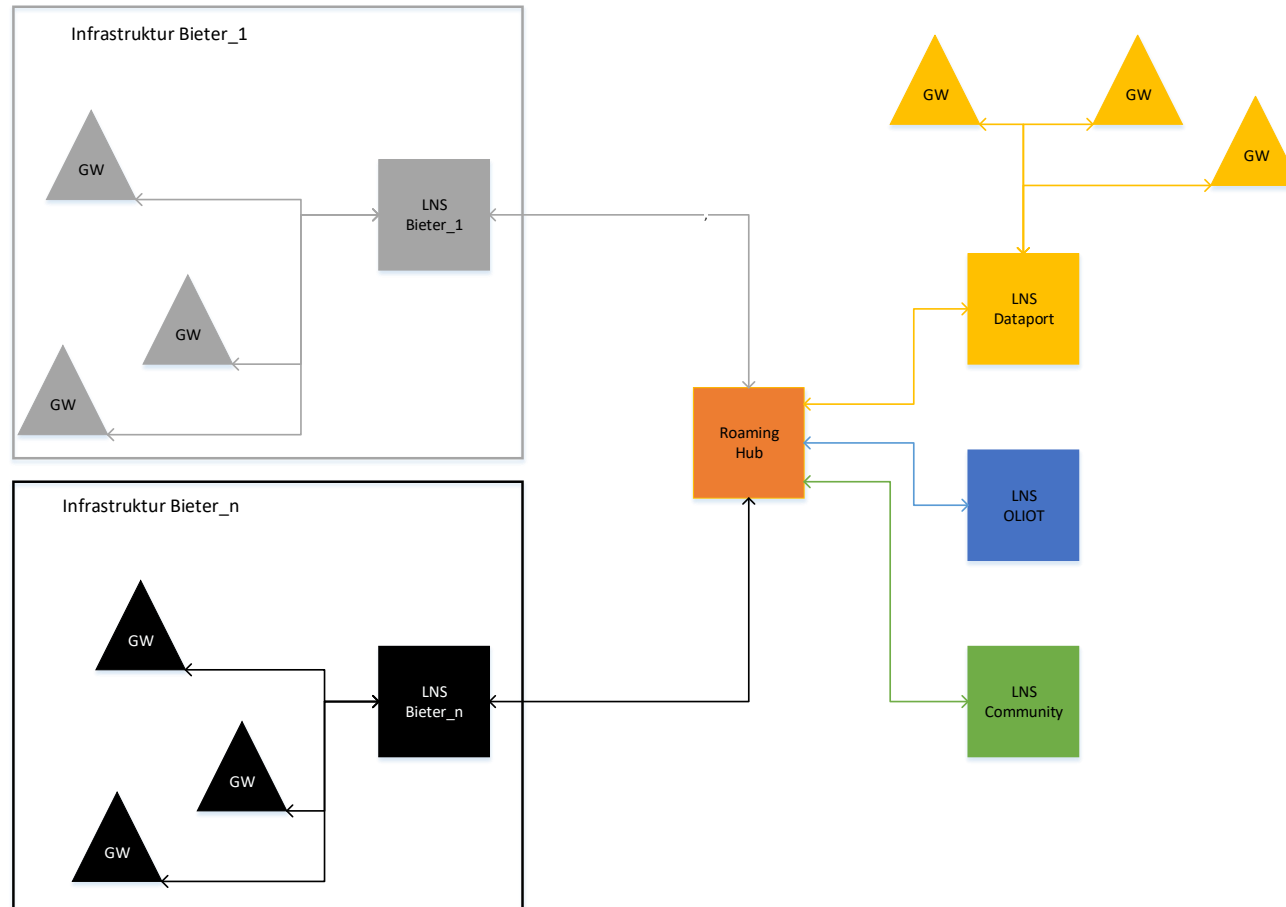 Infrastruktur Bieter_1
GW
GW
GW
LNS
Bieter_1
,
GW
GW
GW
LNS
Dataport
Roaming
Hub
LNS
OLIOT
LNS
Community
Infrastruktur Bieter_n
GW
GW
GW
LNS
Bieter_n